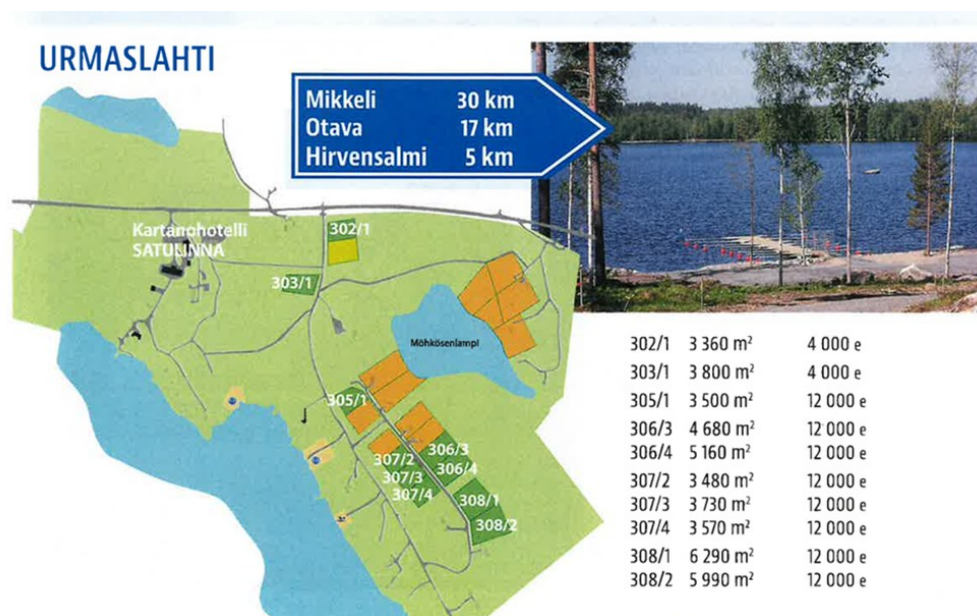 URMASLAHTI
Mikkeli 30 km
Otava 17 km
Hirvensalmi 5 km
Kartanohotelli
SATULINNA
302/1
303/1
Möhkösenlampi
305/1
306/3
306/4
307/2
307/3
307/4
308/1
308/2
302/1 3 360 m² 4 000 e
303/1 3 800 m² 4 000 e
305/1 3 500 m² 12 000 e
306/3 4 680 m² 12 000 e
306/4 5 160 m² 12 000 e
307/2 3 480 m² 12 000 e
307/3 3 730 m² 12 000 e
307/4 3 570 m² 12 000 e
308/1 6 290 m² 12 000 e
308/2 5 990 m² 12 000 e